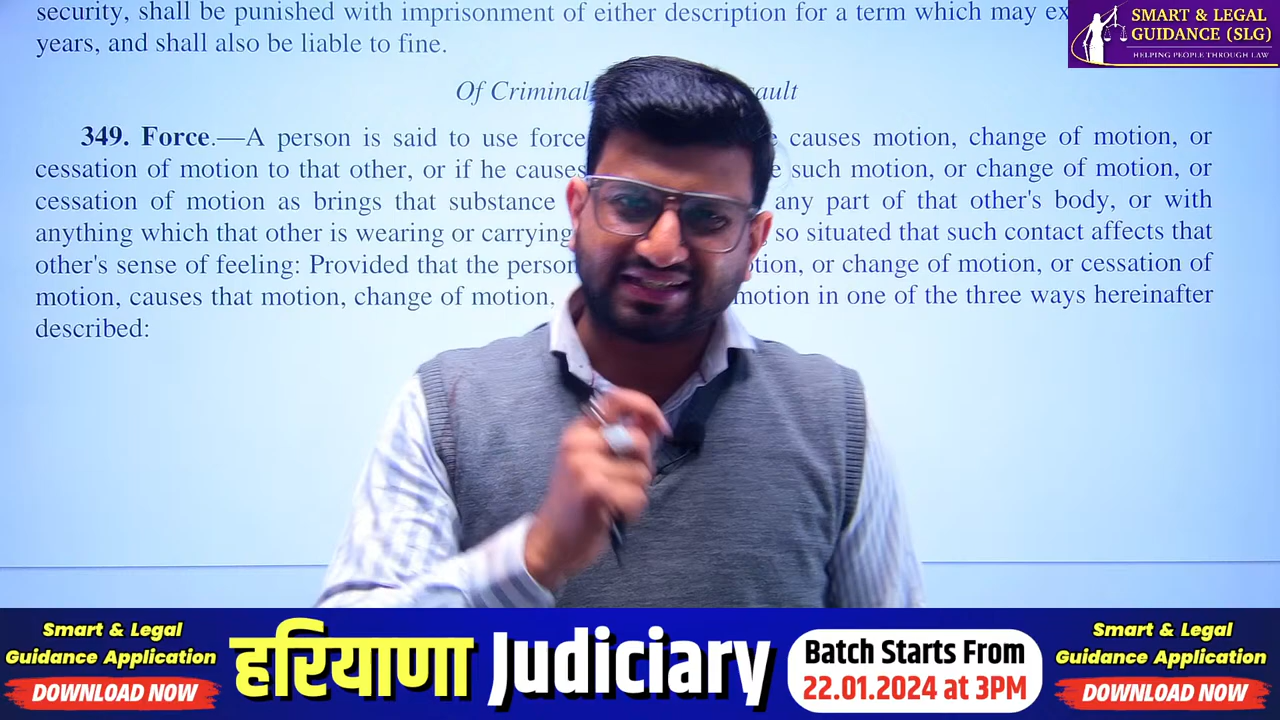 security, shall be punished with imprisonment of either description for a term which may
years, and shall also be liable to fine.
SMART & LEGAL
GUIDANCE (SLG)
HELPING PEOPLE THROUGH LAW
Of Criminal
349. Force.—A person is said to use force causes motion, change of motion, or
cessation of motion to that other, or if he causes such motion, or change of motion, or
cessation of motion as brings that substance any part of that other's body, or with
anything which that other is wearing or carrying so situated that such contact affects that
other's sense of feeling: Provided that the person or change of motion, or cessation of
motion, causes that motion, change of motion, motion in one of the three ways hereinafter
described:
Smart & Legal
Guidance Application
DOWNLOAD NOW
हरियाणा Judiciary
Batch Starts From
22.01.2024 at 3PM
Smart & Legal
Guidance Application
DOWNLOAD NOW